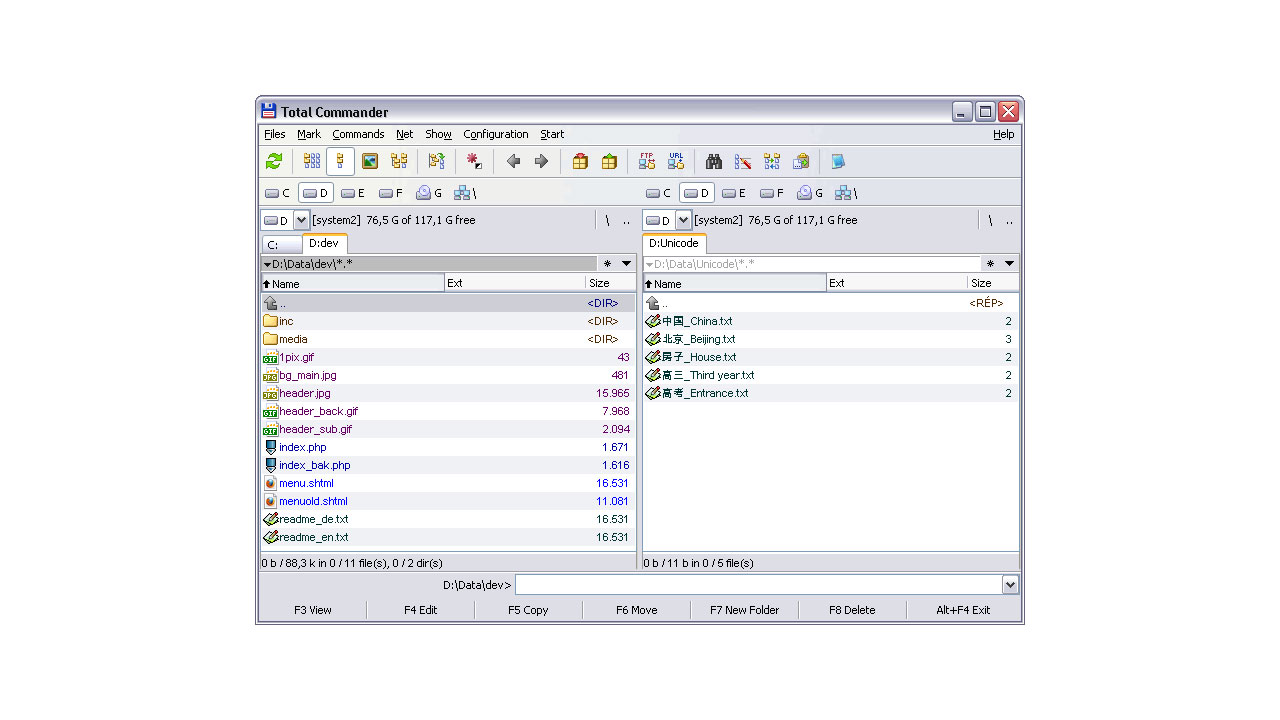 Total Commander
Files Mark Commands Net Show Configuration Start Help
FTP URL
C D E F G \ C D E F G \
D [system2] 76,5 G of 117,1 G free \ .. D [system2] 76,5 G of 117,1 G free \ ..
C: D:dev D:Unicode
D:\Data\dev\*.* * D:\Data\Unicode\*.* *
Name Ext Size Name Ext Size
.. <DIR> .. <RÉP>
inc <DIR> 中国_China.txt 2
media <DIR> 北京_Beijing.txt 3
GIF 1pix.gif 43 房子_House.txt 2
JPG bg_main.jpg 481 高三_Third year.txt 2
JPG header.jpg 15.965 高考_Entrance.txt 2
GIF header_back.gif 7.968
GIF header_sub.gif 2.094
index.php 1.671
index_bak.php 1.616
menu.shtml 16.531
menuold.shtml 11.081
readme_de.txt 16.531
readme_en.txt 16.531
0 b / 88,3 k in 0 / 11 file(s), 0 / 2 dir(s) 0 b / 11 b in 0 / 5 file(s)
D:\Data\dev>
F3 View F4 Edit F5 Copy F6 Move F7 New Folder F8 Delete Alt+F4 Exit